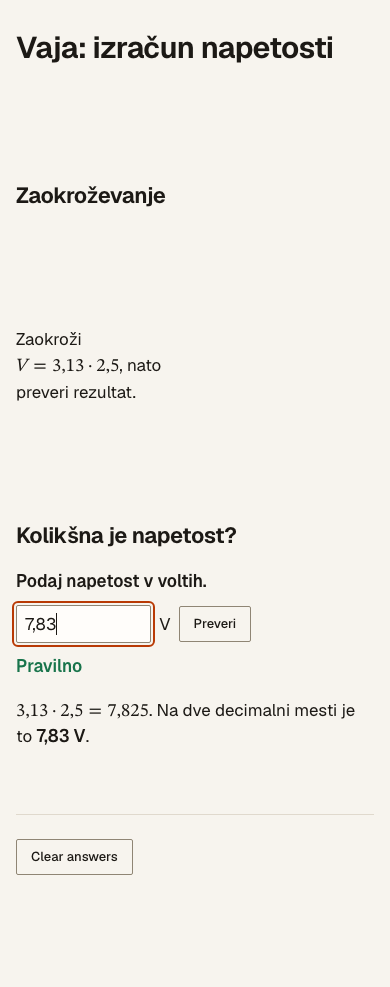 Vaja: izračun napetosti
Zaokroževanje
Zaokroži
V = 3,13 · 2,5, nato
preveri rezultat.
Kolikšna je napetost?
Podaj napetost v voltih.
7,83 V Preveri
Pravilno
3,13 · 2,5 = 7,825. Na dve decimalni mesti je
to 7,83 V.
Clear answers